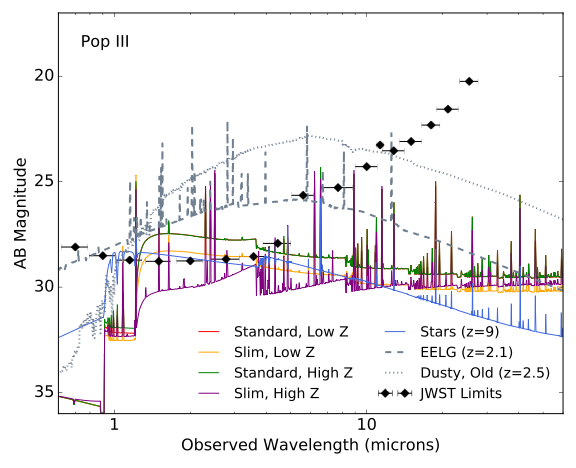 Pop III
20
25
30
35
AB Magnitude
Standard, Low Z
Slim, Low Z
Standard, High Z
Slim, High Z
Stars (z=9)
EELG (z=2.1)
Dusty, Old (z=2.5)
JWST Limits
1
10
Observed Wavelength (microns)